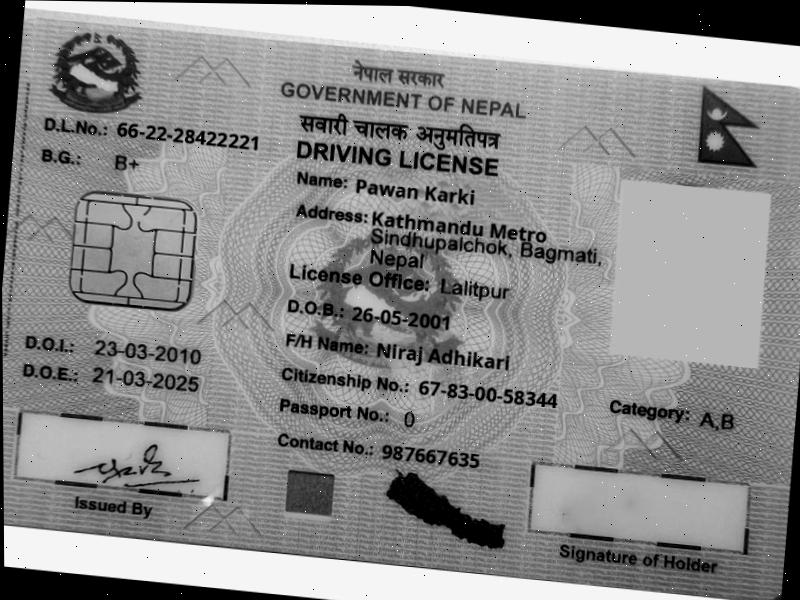 नेपाल सरकार
GOVERNMENT OF NEPAL
सवारी चालक अनुमतिपत्र
DRIVING LICENSE
D.L.No.: 66-22-28422221
B.G.: B+
Name: Pawan Karki
Address: Kathmandu Metro
Sindhupalchok, Bagmati,
Nepal
License Office: Lalitpur
D.O.B.: 26-05-2001
F/H Name: Niraj Adhikari
D.O.I.: 23-03-2010
D.O.E.: 21-03-2025
Citizenship No.: 67-83-00-58344
Passport No.: 0
Contact No.: 987667635
Category: A,B
Issued By
Signature of Holder